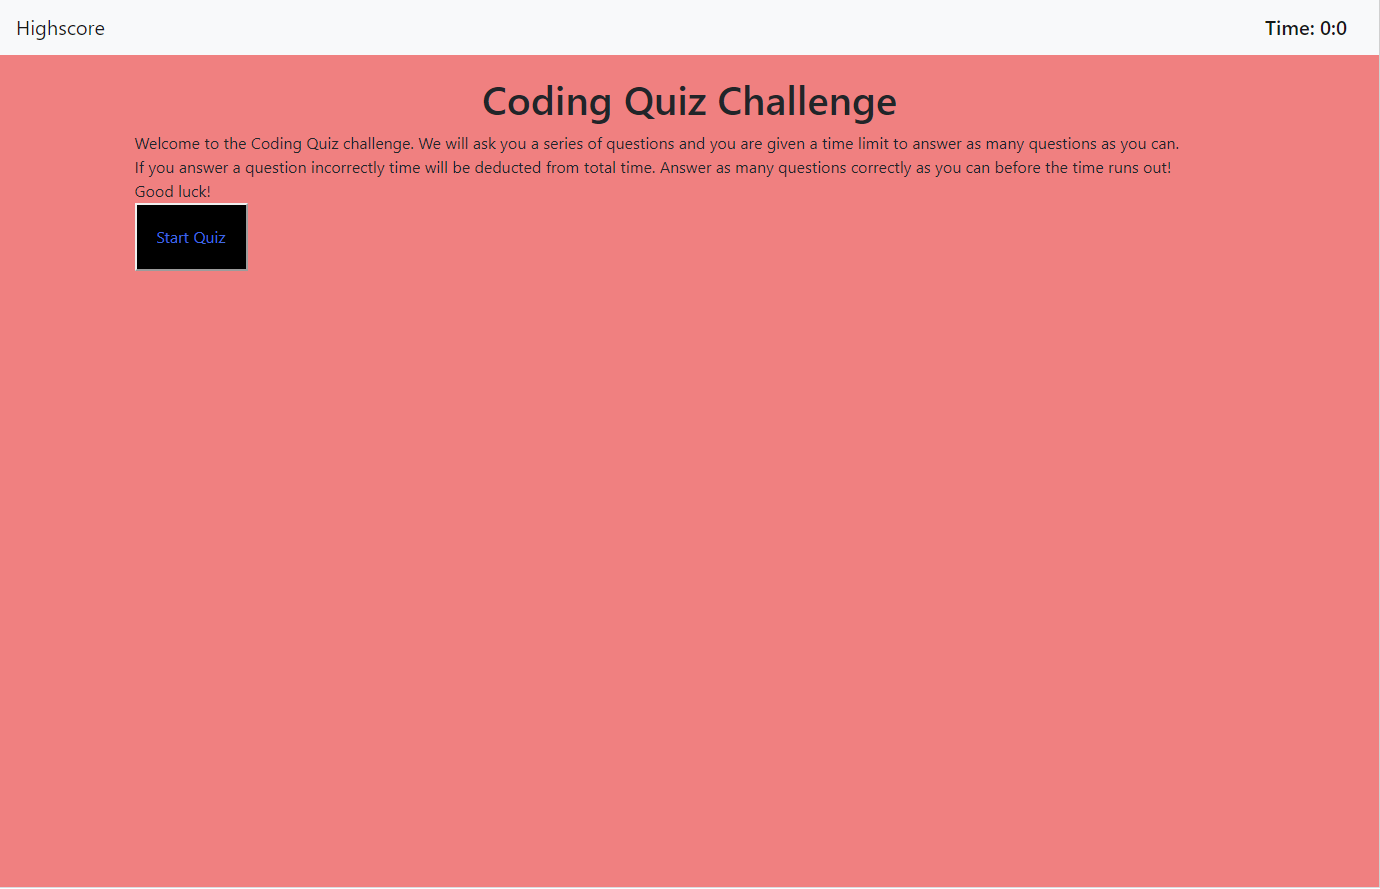 Highscore
Time: 0:0
Coding Quiz Challenge
Welcome to the Coding Quiz challenge. We will ask you a series of questions and you are given a time limit to answer as many questions as you can.
If you answer a question incorrectly time will be deducted from total time. Answer as many questions correctly as you can before the time runs out!
Good luck!
Start Quiz